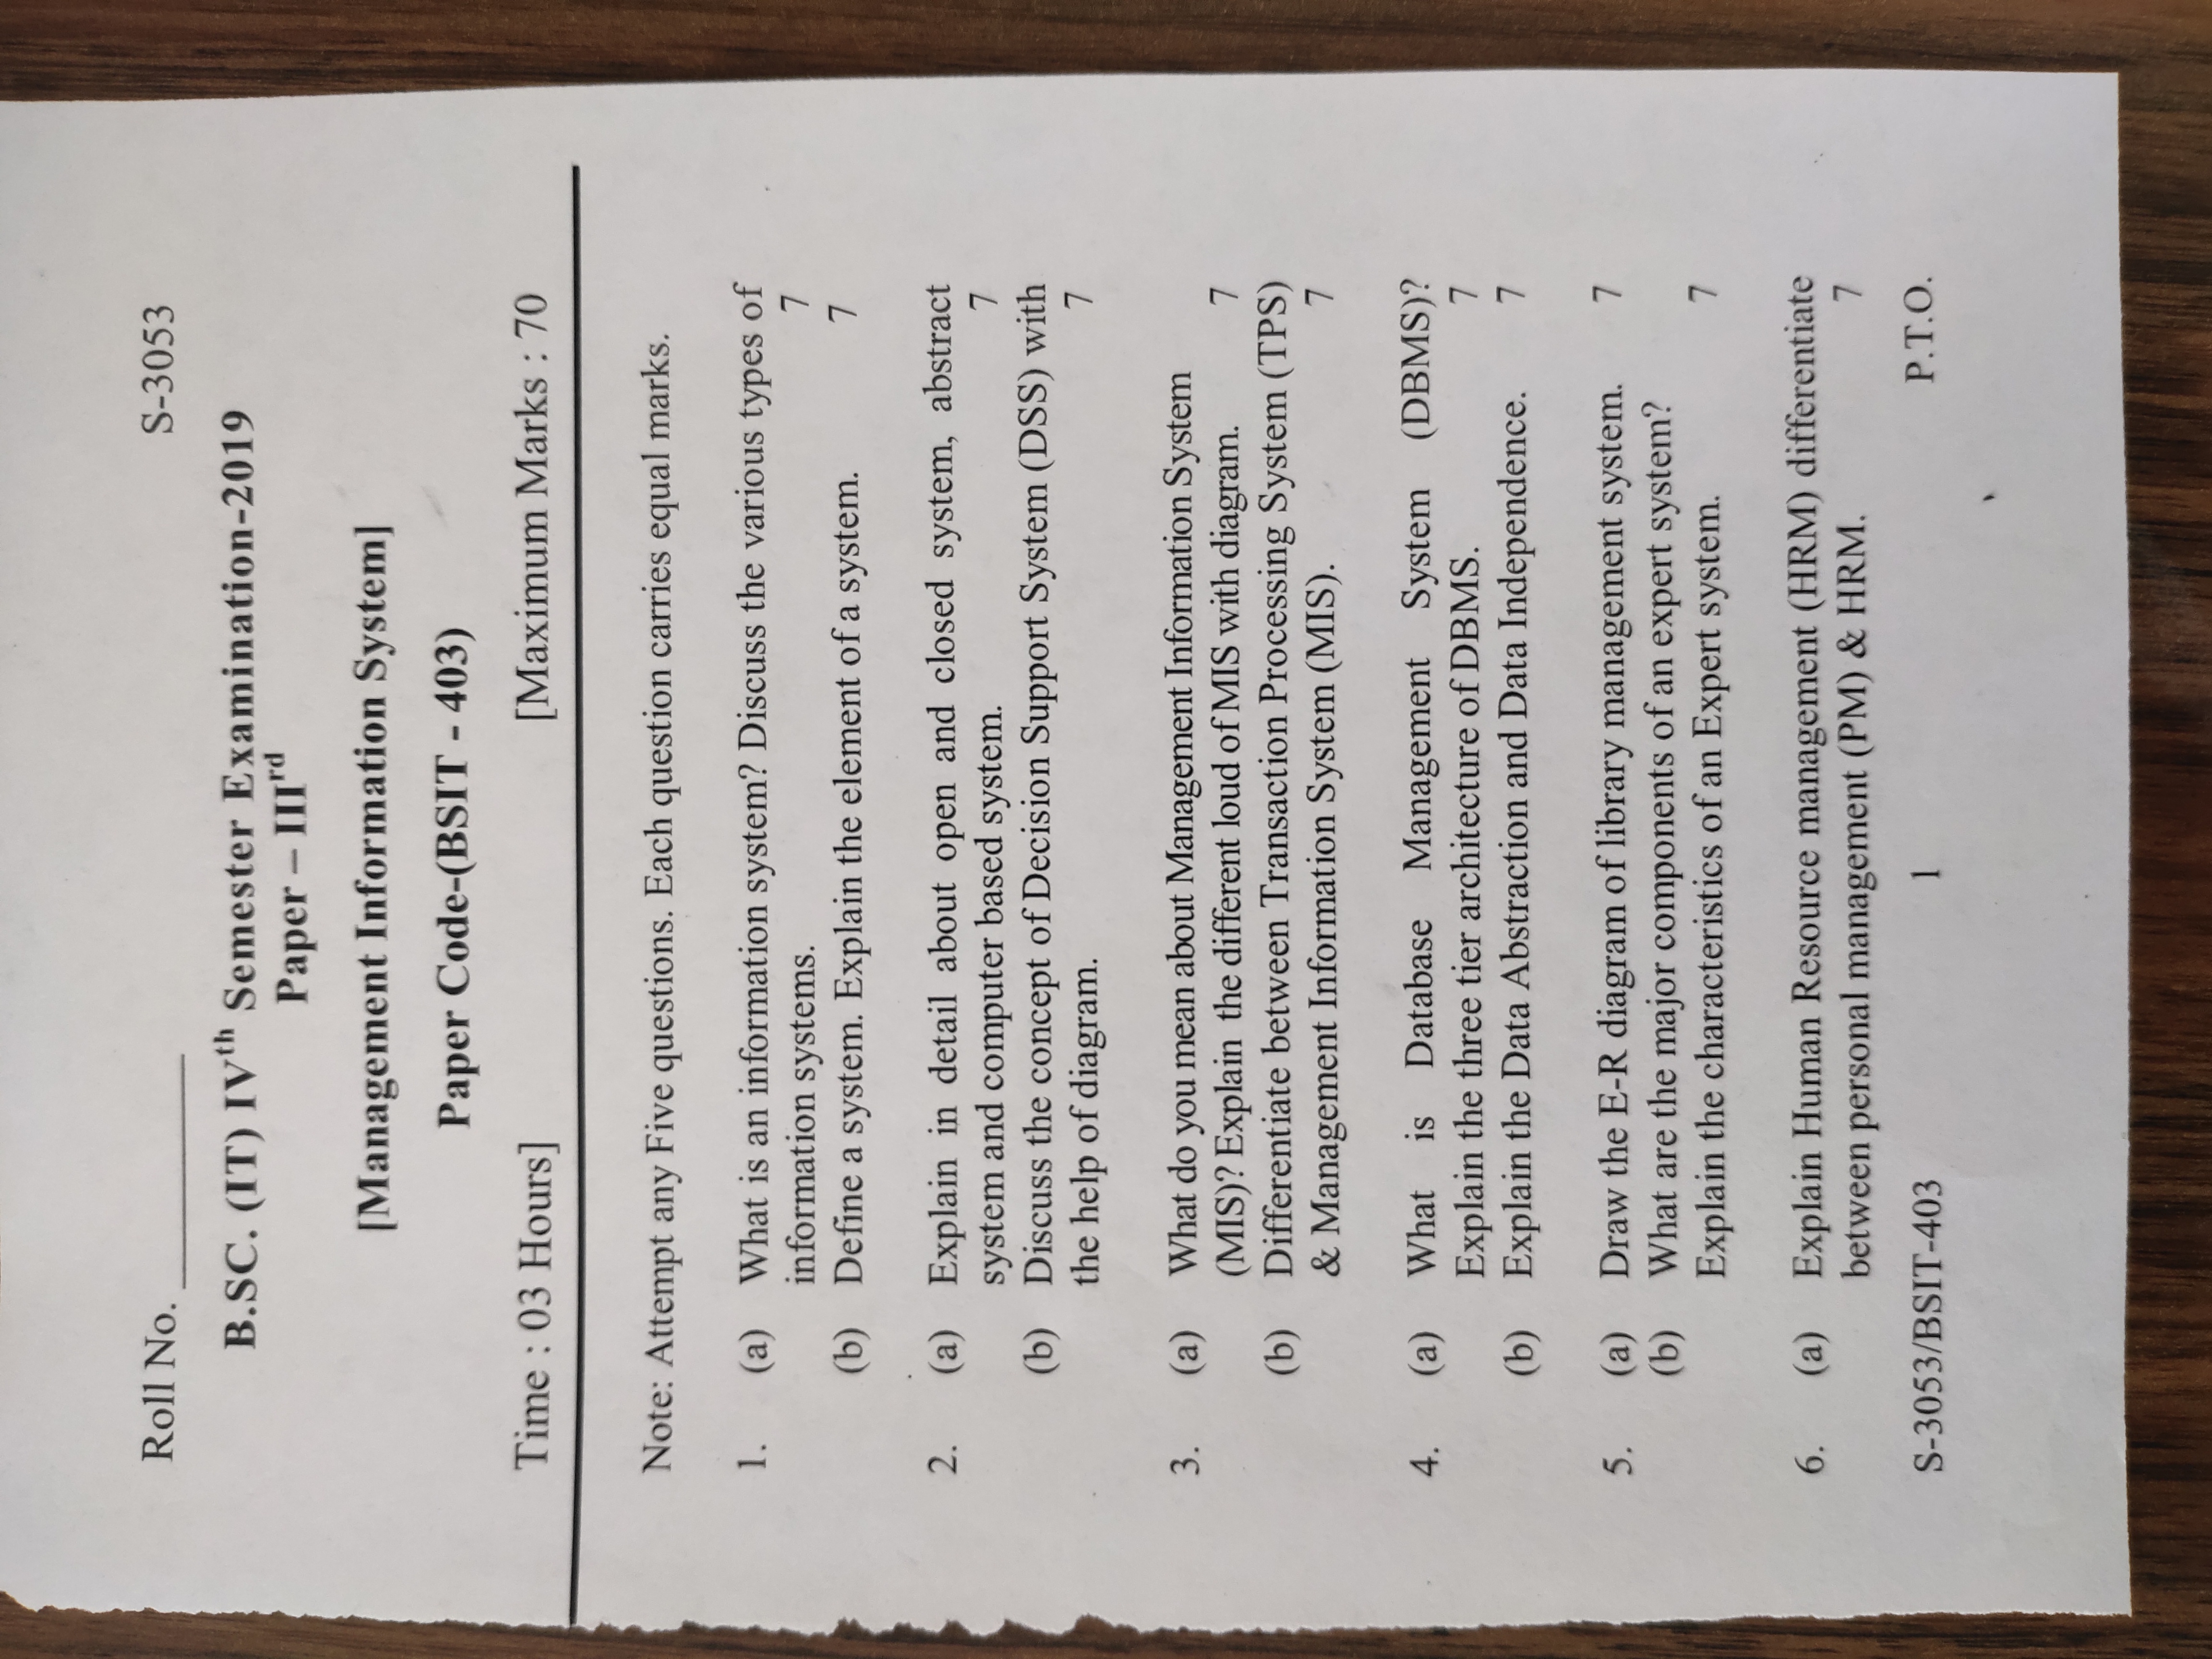 Roll No. __________ S-3053
B.SC. (IT) IVth Semester Examination-2019
Paper – IIIrd
[Management Information System]
Paper Code-(BSIT - 403)
Time : 03 Hours] [Maximum Marks : 70
Note: Attempt any Five questions. Each question carries equal marks.
1. (a) What is an information system? Discuss the various types of
information systems. 7
(b) Define a system. Explain the element of a system. 7
2. (a) Explain in detail about open and closed system, abstract
system and computer based system. 7
(b) Discuss the concept of Decision Support System (DSS) with
the help of diagram. 7
3. (a) What do you mean about Management Information System
(MIS)? Explain the different loud of MIS with diagram. 7
(b) Differentiate between Transaction Processing System (TPS)
& Management Information System (MIS). 7
4. (a) What is Database Management System (DBMS)?
Explain the three tier architecture of DBMS. 7
(b) Explain the Data Abstraction and Data Independence. 7
5. (a) Draw the E-R diagram of library management system. 7
(b) What are the major components of an expert system?
Explain the characteristics of an Expert system. 7
6. (a) Explain Human Resource management (HRM) differentiate
between personal management (PM) & HRM. 7
S-3053/BSIT-403 1 P.T.O.